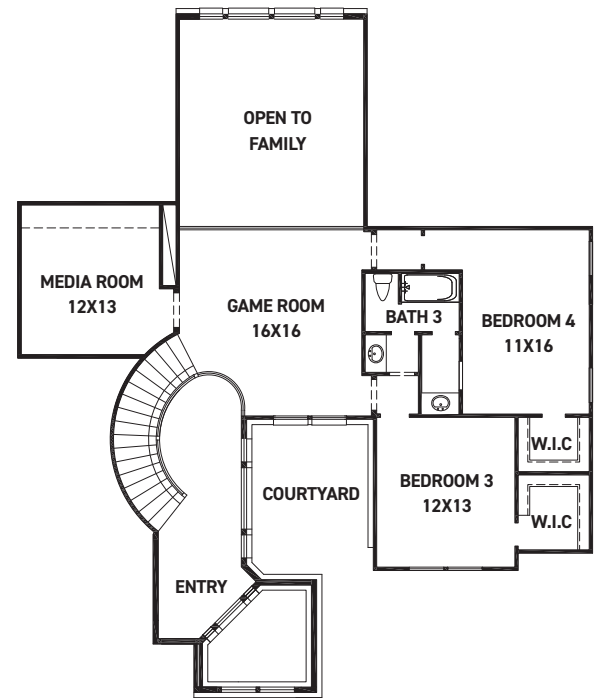 OPEN TO
FAMILY
MEDIA ROOM
12X13
GAME ROOM
16X16
BATH 3
BEDROOM 4
11X16
W.I.C
BEDROOM 3
12X13
COURTYARD
W.I.C
ENTRY